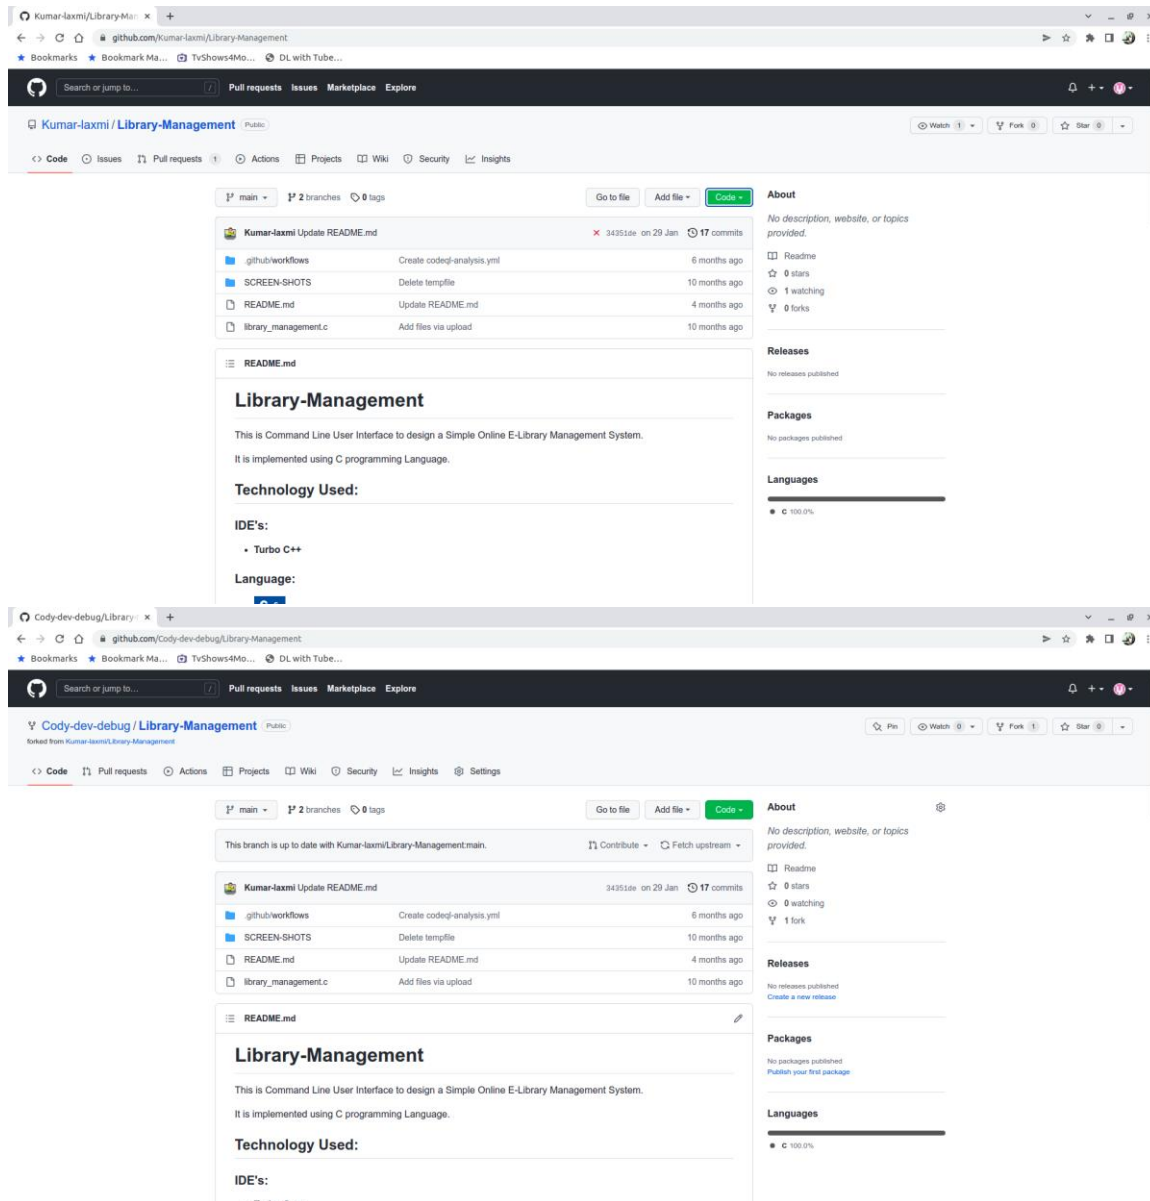 Kumar-laxmi/Library-Man
github.com/Kumar-laxmi/Library-Management
Bookmarks Bookmark Ma... TvShows4Mo... DL with Tube...
Search or jump to... / Pull requests Issues Marketplace Explore
Kumar-laxmi / Library-Management Public Watch 1 Fork 0 Star 0
<> Code Issues Pull requests 1 Actions Projects Wiki Security Insights
main 2 branches 0 tags Go to file Add file Code About
No description, website, or topics
provided.
Kumar-laxmi Update README.md 34351de on 29 Jan 17 commits
Readme
.github/workflows Create codeql-analysis.yml 6 months ago
0 stars
SCREEN-SHOTS Delete tempfile 10 months ago
1 watching
README.md Update README.md 4 months ago
0 forks
library_management.c Add files via upload 10 months ago
Releases
README.md
No releases published
Library-Management
Packages
This is Command Line User Interface to design a Simple Online E-Library Management System.
No packages published
It is implemented using C programming Language.
Languages
Technology Used:
C 100.0%
IDE's:
• Turbo C++
Language:
Cody-dev-debug/Library-
github.com/Cody-dev-debug/Library-Management
Bookmarks Bookmark Ma... TvShows4Mo... DL with Tube...
Search or jump to... / Pull requests Issues Marketplace Explore
Cody-dev-debug / Library-Management Public Pin Watch 0 Fork 1 Star 0
forked from Kumar-laxmi/Library-Management
<> Code Pull requests Actions Projects Wiki Security Insights Settings
main 2 branches 0 tags Go to file Add file Code About
No description, website, or topics
provided.
This branch is up to date with Kumar-laxmi/Library-Management:main. Contribute Fetch upstream
Readme
Kumar-laxmi Update README.md 34351de on 29 Jan 17 commits
0 stars
0 watching
.github/workflows Create codeql-analysis.yml 6 months ago
1 fork
SCREEN-SHOTS Delete tempfile 10 months ago
README.md Update README.md 4 months ago
Releases
library_management.c Add files via upload 10 months ago
No releases published
Create a new release
README.md
Packages
Library-Management
No packages published
Publish your first package
This is Command Line User Interface to design a Simple Online E-Library Management System.
It is implemented using C programming Language.
Languages
Technology Used:
C 100.0%
IDE's: